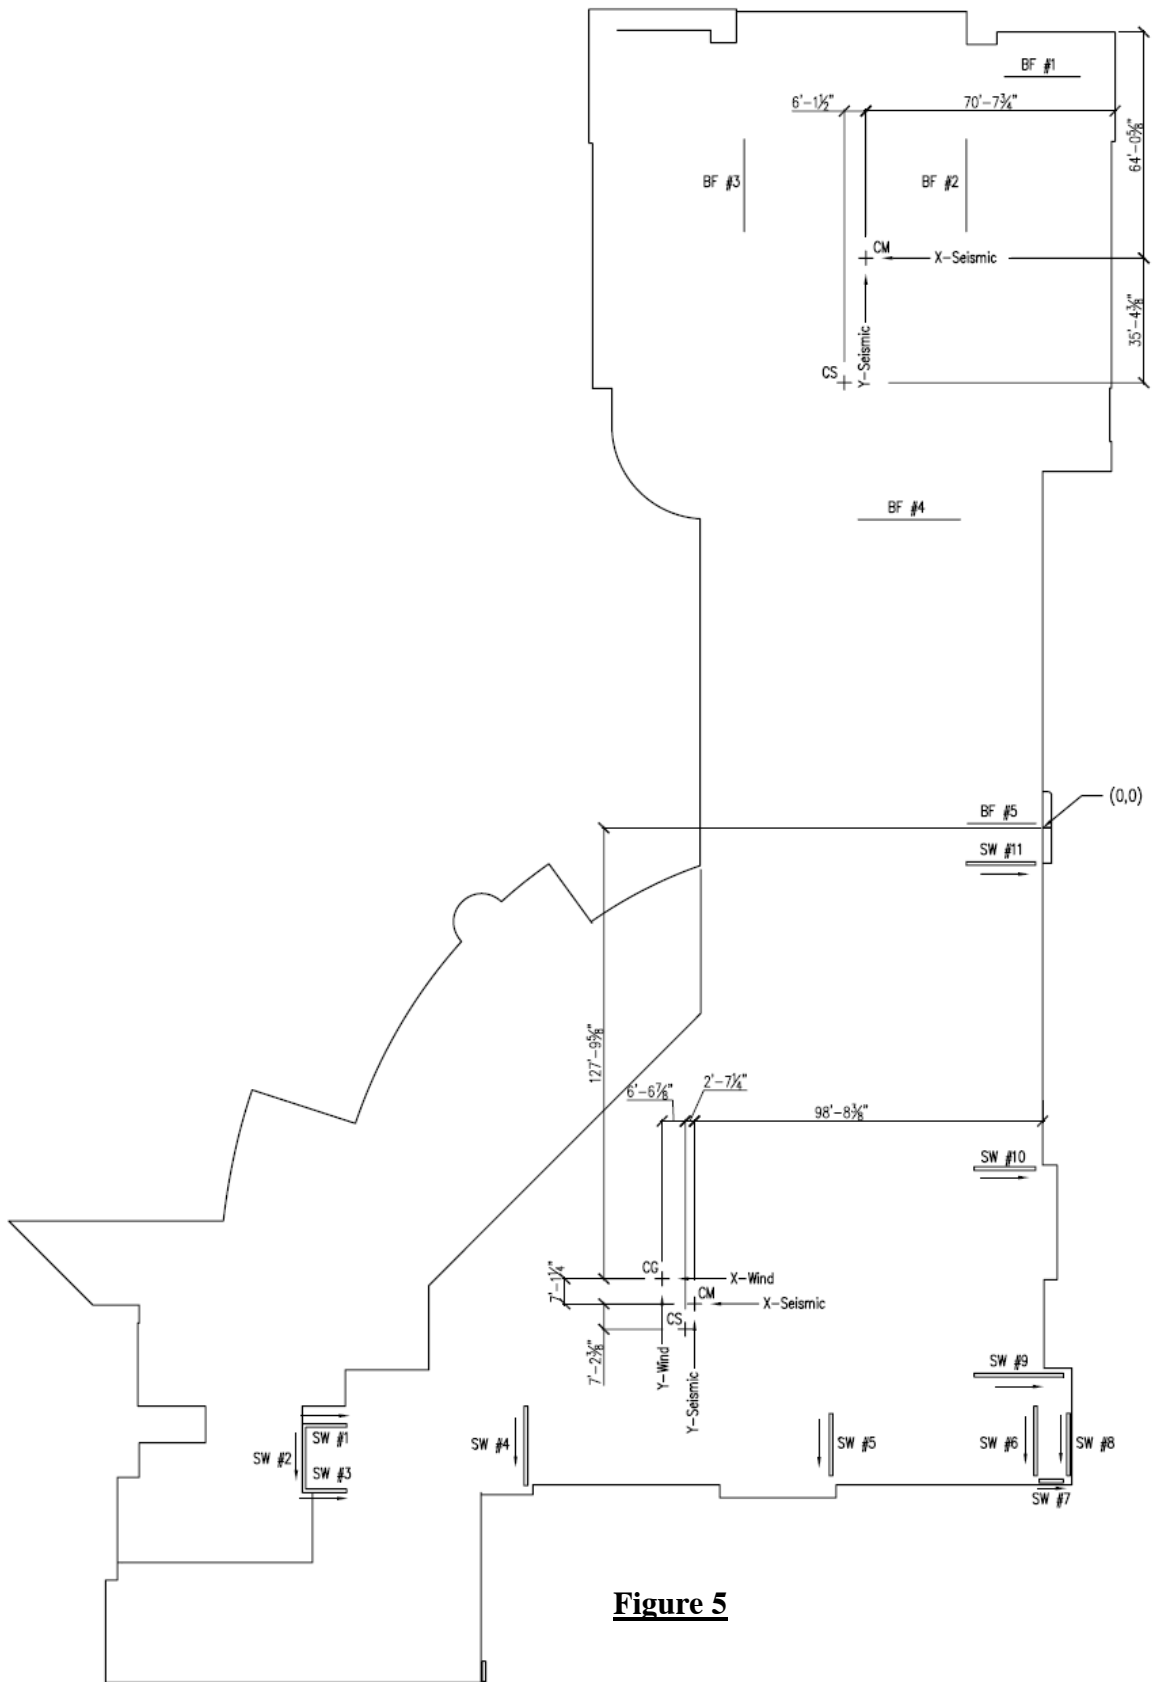 BF #1
6'-1½"
70'-7¾"
64'-0⅝"
BF #3
BF #2
CM
X-Seismic
35'-4⅜"
Y-Seismic
CS
BF #4
(0,0)
BF #5
SW #11
127'-9⅝"
6'-6⅞"
2'-7¼"
98'-8⅜"
SW #10
CG
X-Wind
7'-1¼"
CM
X-Seismic
CS
7'-2⅜"
Y-Wind
Y-Seismic
SW #9
SW #1
SW #2
SW #3
SW #4
SW #5
SW #6
SW #8
SW #7
Figure 5